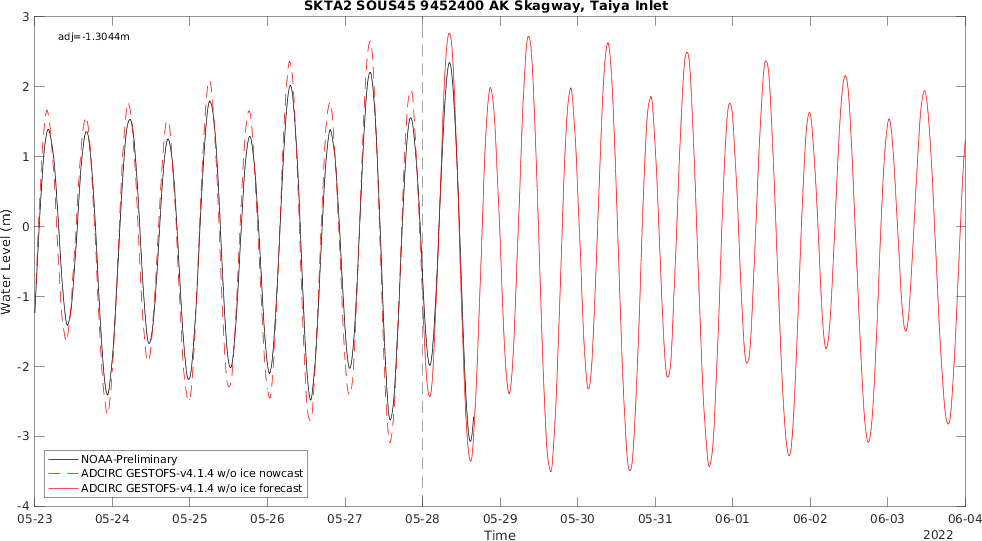 SKTA2 SOUS45 9452400 AK Skagway, Taiya Inlet
adj=-1.3044m
3
2
1
0
-1
-2
-3
-4
Water Level (m)
NOAA-Preliminary
ADCIRC GESTOFS-v4.1.4 w/o ice nowcast
ADCIRC GESTOFS-v4.1.4 w/o ice forecast
05-23 05-24 05-25 05-26 05-27 05-28 05-29 05-30 05-31 06-01 06-02 06-03 06-04
Time
2022